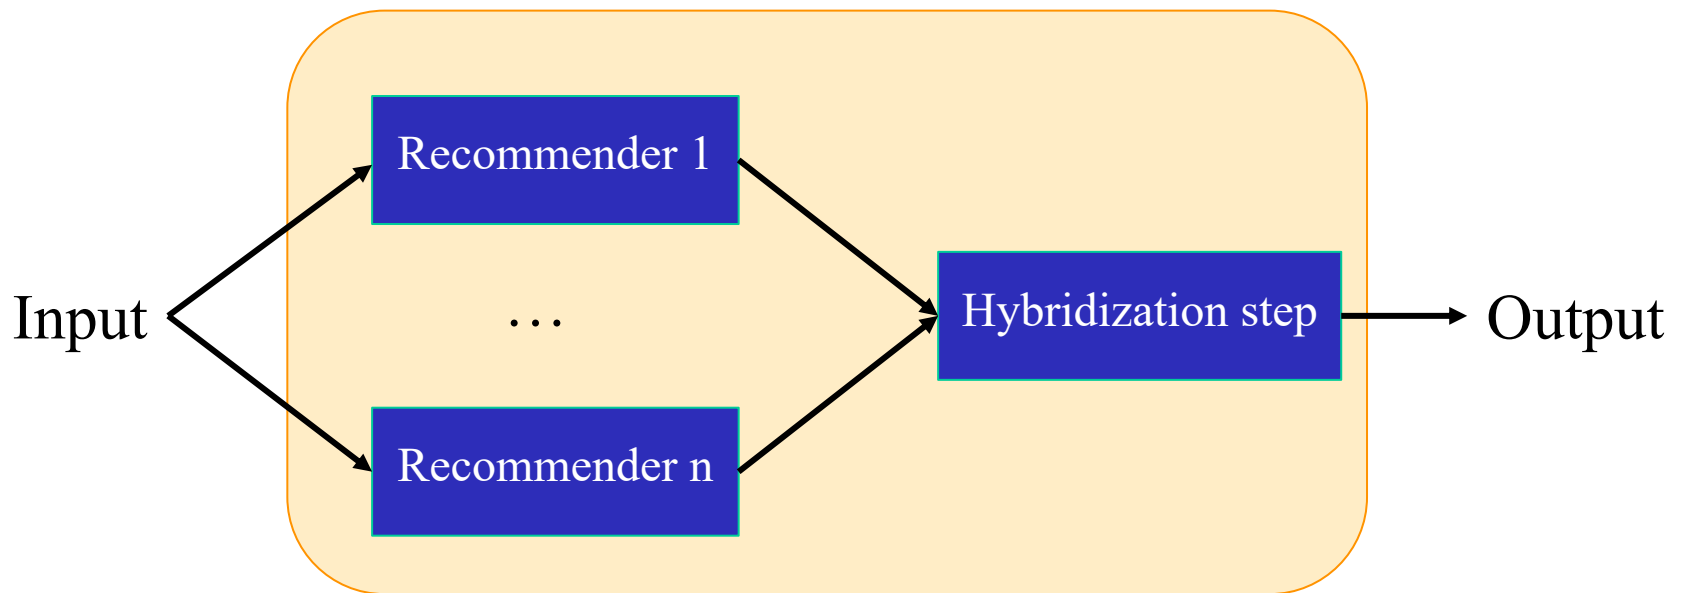 Recommender 1
Input
…
Hybridization step
Output
Recommender n